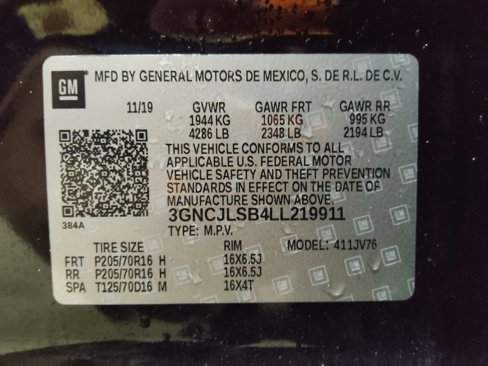 GM MFD BY GENERAL MOTORS DE MEXICO, S. DE R.L. DE C.V.
11/19 GVWR GAWR FRT GAWR RR
1944 KG 1065 KG 995 KG
4286 LB 2348 LB 2194 LB
THIS VEHICLE CONFORMS TO ALL
APPLICABLE U.S. FEDERAL MOTOR
VEHICLE SAFETY AND THEFT PREVENTION
STANDARDS IN EFFECT ON THE DATE OF
MANUFACTURE SHOWN ABOVE.
3GNCJLSB4LL219911
384A TYPE: M.P.V.
TIRE SIZE RIM MODEL: 411JV76
FRT P205/70R16 H 16X6.5J
RR P205/70R16 H 16X6.5J
SPA T125/70D16 M 16X4T